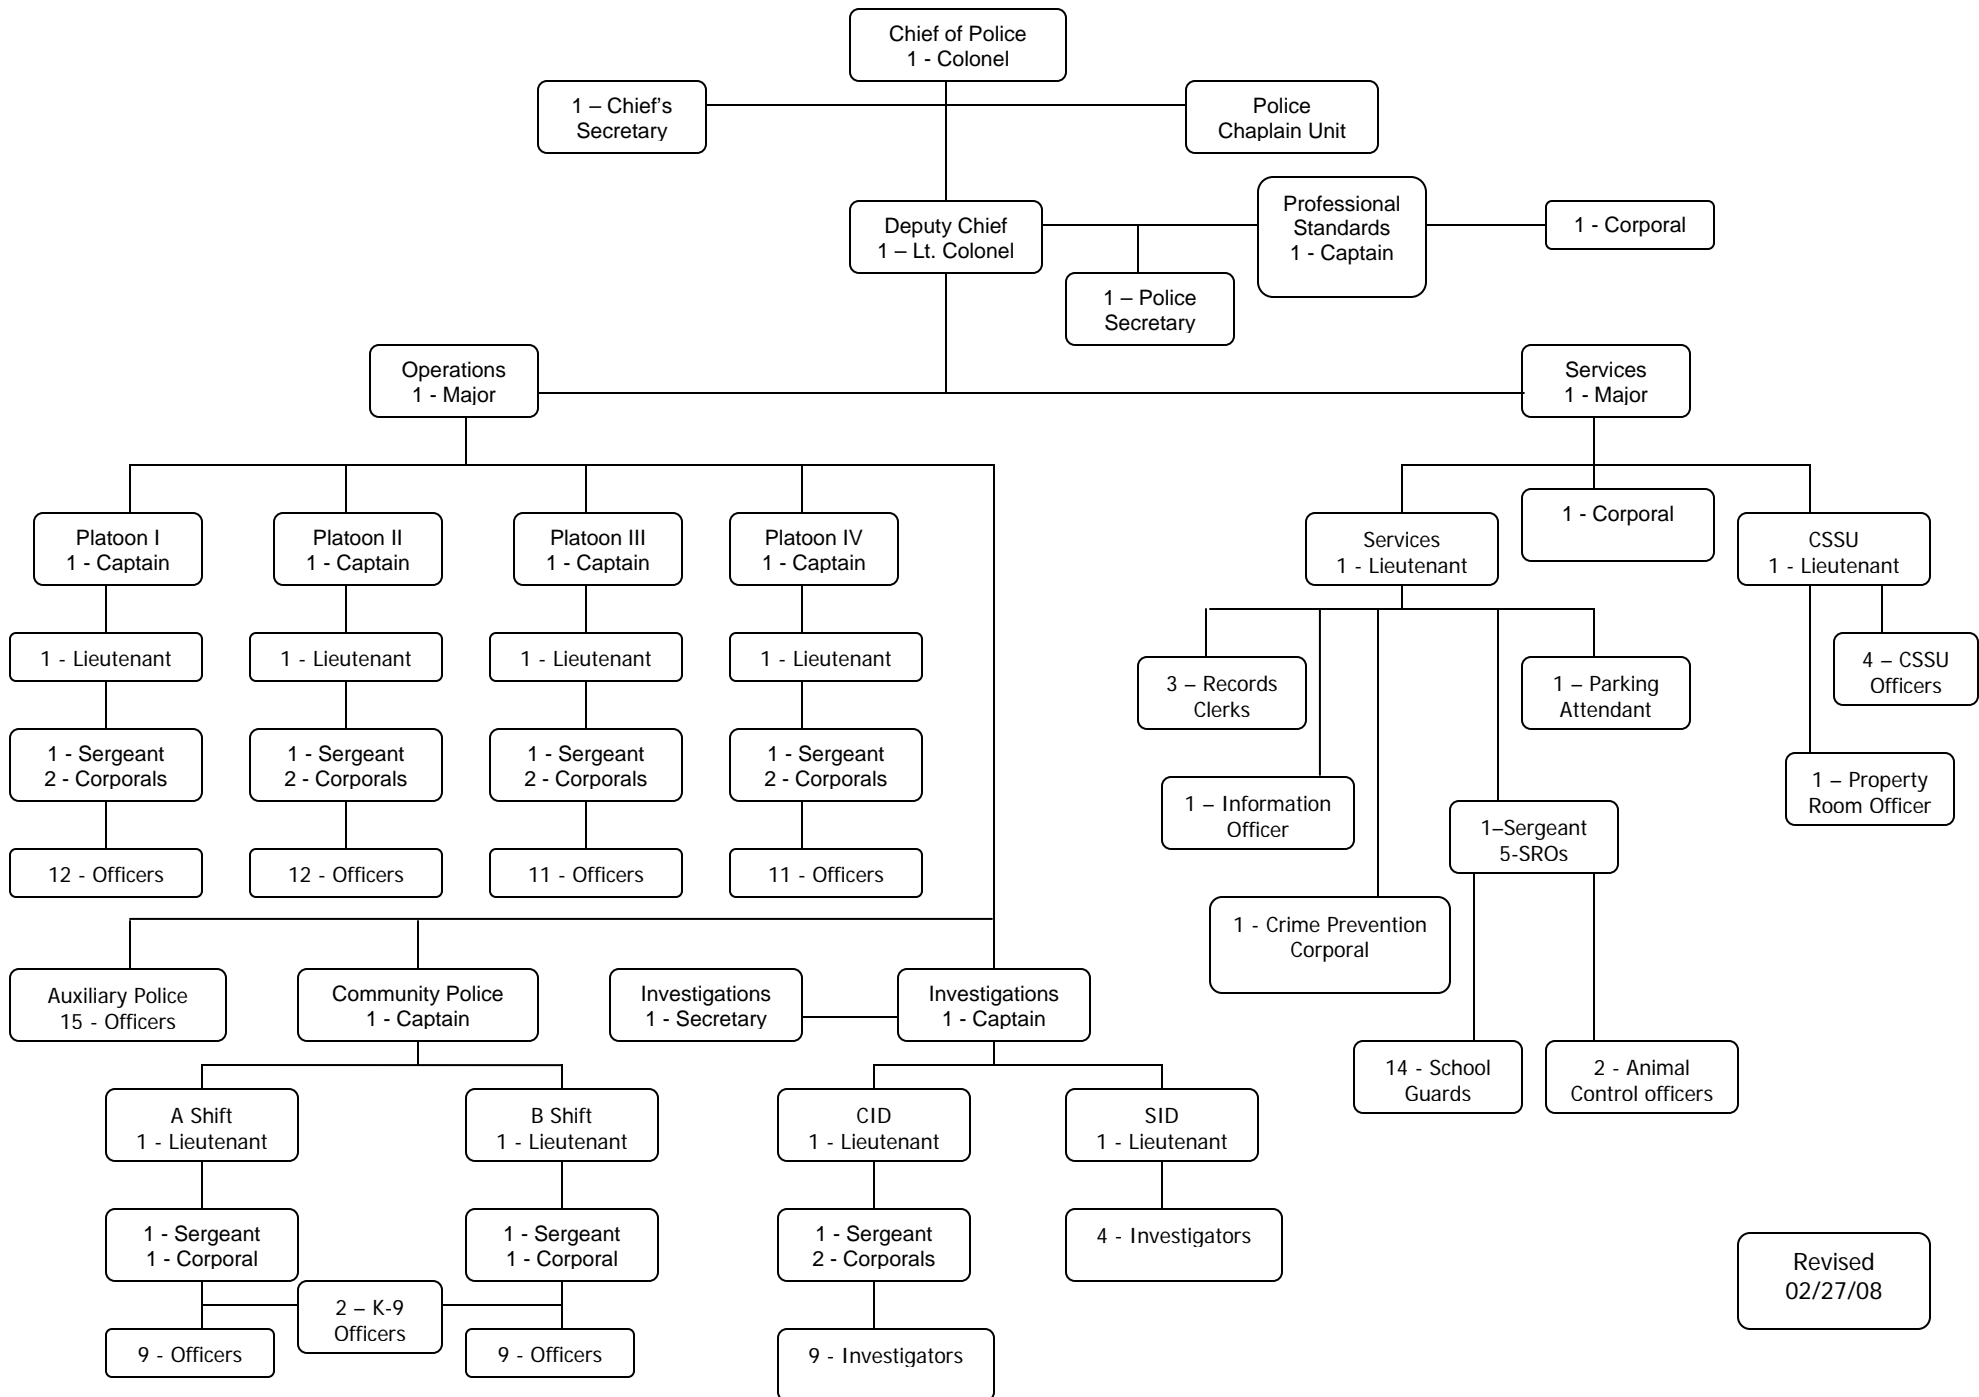 Chief of Police
1 - Colonel
1 – Chief's
Secretary
Police
Chaplain Unit
Deputy Chief
1 – Lt. Colonel
Professional
Standards
1 - Captain
1 - Corporal
1 – Police
Secretary
Operations
1 - Major
Services
1 - Major
Platoon I
1 - Captain
Platoon II
1 - Captain
Platoon III
1 - Captain
Platoon IV
1 - Captain
Services
1 - Lieutenant
1 - Corporal
CSSU
1 - Lieutenant
1 - Lieutenant
1 - Lieutenant
1 - Lieutenant
1 - Lieutenant
3 – Records
Clerks
1 – Parking
Attendant
4 – CSSU
Officers
1 - Sergeant
2 - Corporals
1 - Sergeant
2 - Corporals
1 - Sergeant
2 - Corporals
1 - Sergeant
2 - Corporals
1 – Information
Officer
1–Sergeant
5-SROs
1 – Property
Room Officer
12 - Officers
12 - Officers
11 - Officers
11 - Officers
1 - Crime Prevention
Corporal
Auxiliary Police
15 - Officers
Community Police
1 - Captain
Investigations
1 - Secretary
Investigations
1 - Captain
14 - School
Guards
2 - Animal
Control officers
A Shift
1 - Lieutenant
B Shift
1 - Lieutenant
CID
1 - Lieutenant
SID
1 - Lieutenant
1 - Sergeant
1 - Corporal
1 - Sergeant
1 - Corporal
1 - Sergeant
2 - Corporals
4 - Investigators
2 – K-9
Officers
9 - Officers
9 - Officers
9 - Investigators
Revised
02/27/08